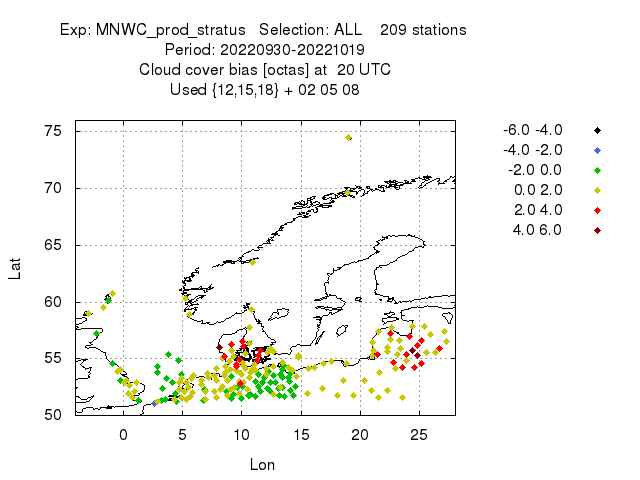 Exp: MNWC_prod_stratus Selection: ALL 209 stations
Period: 20220930-20221019
Cloud cover bias [octas] at 20 UTC
Used {12,15,18} + 02 05 08
75
70
65
60
55
50
0 5 10 15 20 25
Lat
Lon
-6.0 -4.0
-4.0 -2.0
-2.0 0.0
0.0 2.0
2.0 4.0
4.0 6.0